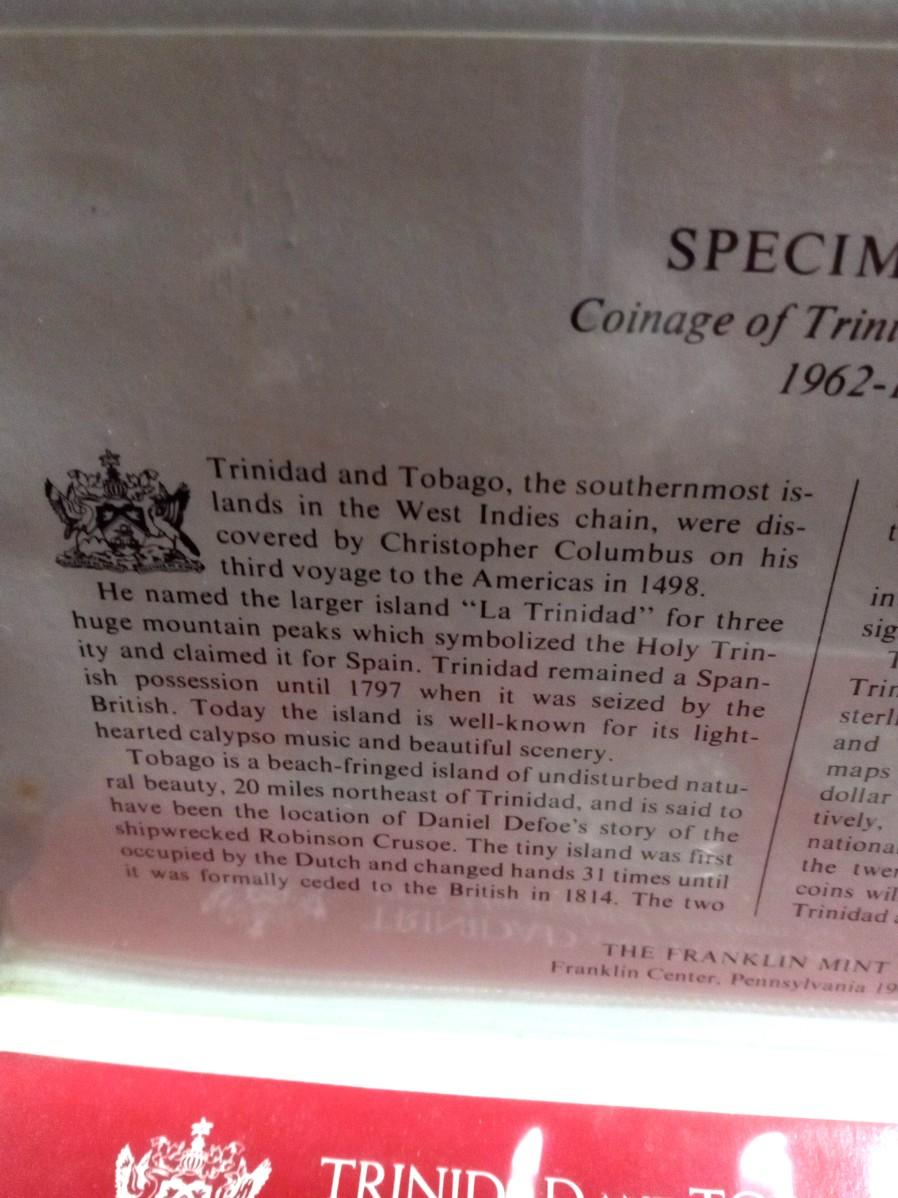 SPECIM
Coinage of Trini
1962-1
Trinidad and Tobago, the southernmost is-
lands in the West Indies chain, were dis-
covered by Christopher Columbus on his
third voyage to the Americas in 1498.
He named the larger island “La Trinidad” for three
huge mountain peaks which symbolized the Holy Trin-
ity and claimed it for Spain. Trinidad remained a Span-
ish possession until 1797 when it was seized by the
British. Today the island is well-known for its light-
hearted calypso music and beautiful scenery.
Tobago is a beach-fringed island of undisturbed natu-
ral beauty, 20 miles northeast of Trinidad, and is said to
have been the location of Daniel Defoe's story of the
shipwrecked Robinson Crusoe. The tiny island was first
occupied by the Dutch and changed hands 31 times until
it was formally ceded to the British in 1814. The two
t
in
sig
T
Trin
sterli
and
maps
dollar
tively,
nationa
the twe
coins wil
Trinidad a
THE FRANKLIN MINT
Franklin Center, Pennsylvania 19
TRINIDAD AND TO